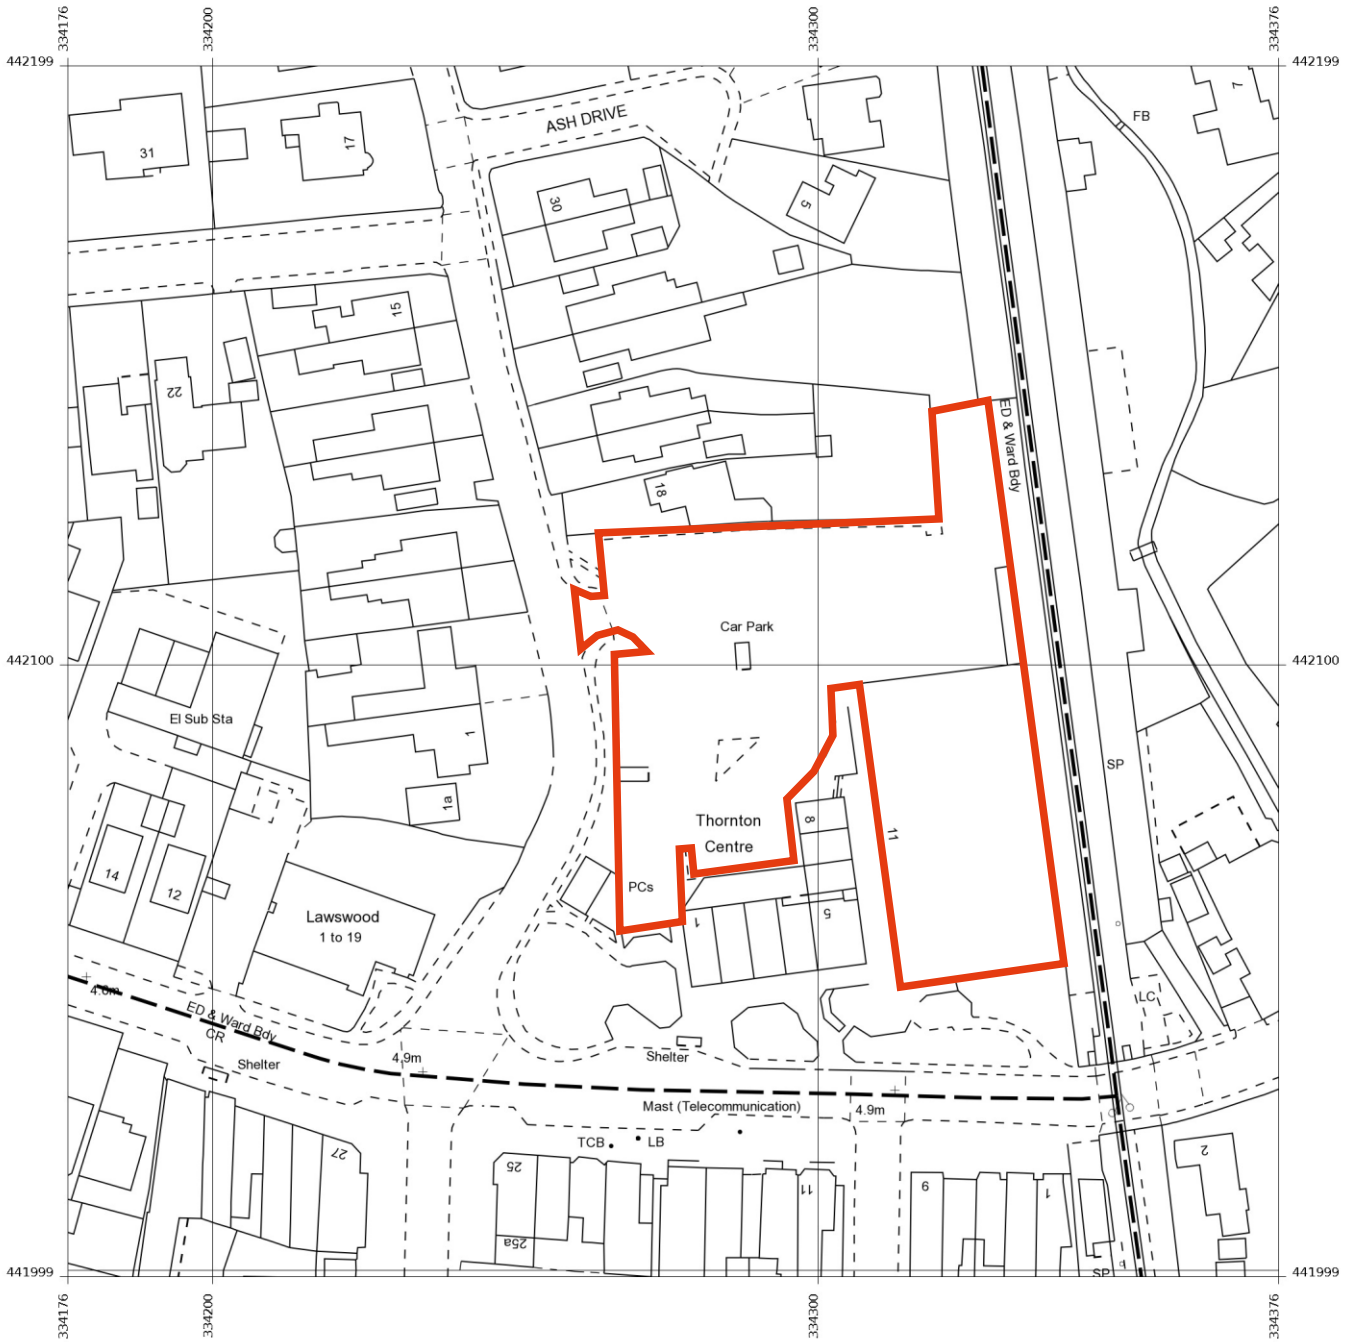 334176
334200
334300
334376
442199
442199
FB
7
ASH DRIVE
31
17
30
5
15
22
ED & Ward Bdy
18
Car Park
442100
442100
El Sub Sta
1
SP
1a
8
11
Thornton
Centre
14
12
PCs
Lawswood
1 to 19
1
5
4.6m
LC
ED & Ward Bdy
CR
Shelter
4.9m
Shelter
Mast (Telecommunication)
4.9m
TCB
LB
27
25
2
11
9
1
25a
SP
441999
441999
334176
334200
334300
334376